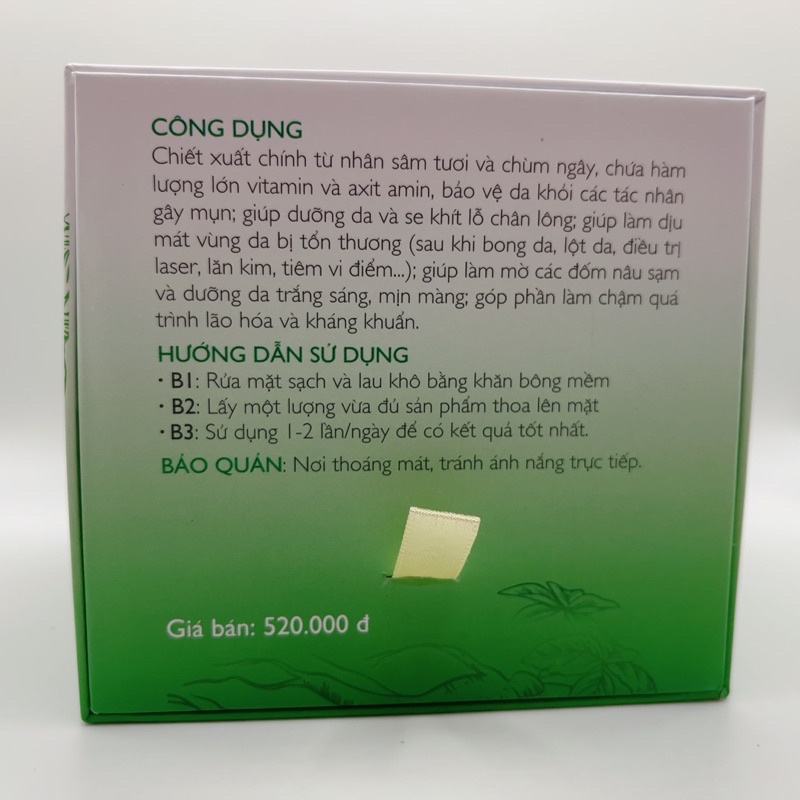 CÔNG DỤNG
Chiết xuất chính từ nhân sâm tươi và chùm ngây, chứa hàm
lượng lớn vitamin và axit amin, bảo vệ da khỏi các tác nhân
gây mụn; giúp dưỡng da và se khít lỗ chân lông; giúp làm dịu
mát vùng da bị tổn thương (sau khi bong da, lột da, điều trị
laser, lăn kim, tiêm vi điểm...); giúp làm mờ các đốm nâu sạm
và dưỡng da trắng sáng, mịn màng; góp phần làm chậm quá
trình lão hóa và kháng khuẩn.
HƯỚNG DẪN SỬ DỤNG
• B1: Rửa mặt sạch và lau khô bằng khăn bông mềm
• B2: Lấy một lượng vừa đủ sản phẩm thoa lên mặt
• B3: Sử dụng 1-2 lần/ngày để có kết quả tốt nhất.
BẢO QUẢN: Nơi thoáng mát, tránh ánh nắng trực tiếp.
Giá bán: 520.000 đ